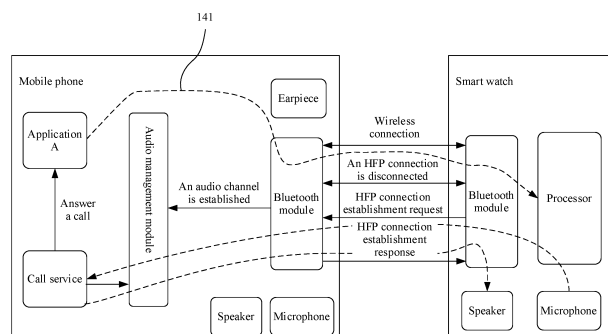 141
Mobile phone
Smart watch
Earpiece
Application
A
Audio management module
Wireless
connection
An HFP connection
is disconnected
Processor
Answer
a call
An audio channel
is established
Bluetooth
module
HFP connection
establishment request
Bluetooth
module
HFP connection
establishment
response
Call service
Speaker
Microphone
Speaker
Microphone